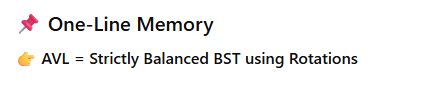 📌 One-Line Memory
👉 AVL = Strictly Balanced BST using Rotations